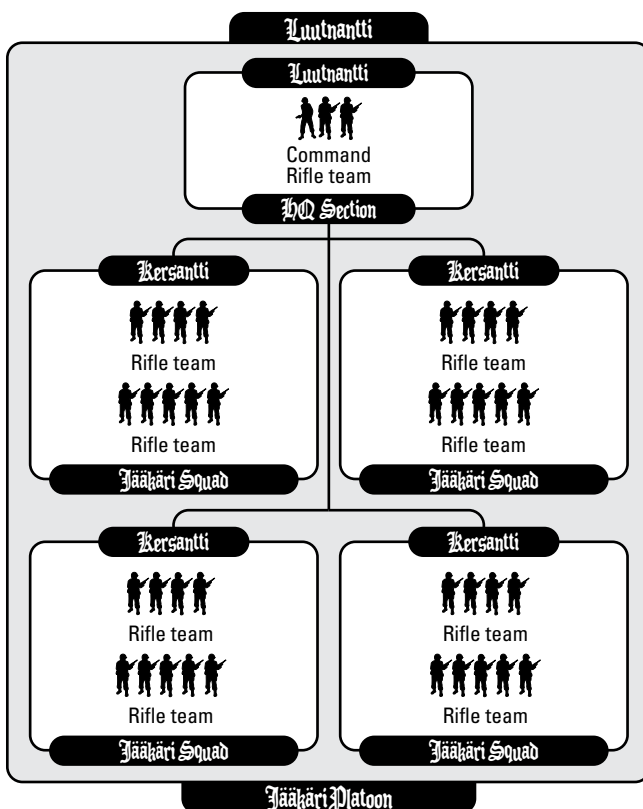 Luutnantti
Luutnantti
Command
Rifle team
HQ Section
Kersantti
Rifle team
Rifle team
Jääkäri Squad
Kersantti
Rifle team
Rifle team
Jääkäri Squad
Kersantti
Rifle team
Rifle team
Jääkäri Squad
Kersantti
Rifle team
Rifle team
Jääkäri Squad
Jääkäri Platoon